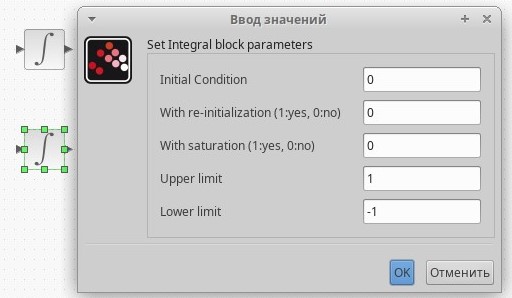 Ввод значений
Set Integral block parameters
Initial Condition 0
With re-initialization (1:yes, 0:no) 0
With saturation (1:yes, 0:no) 0
Upper limit 1
Lower limit -1
OK Отменить